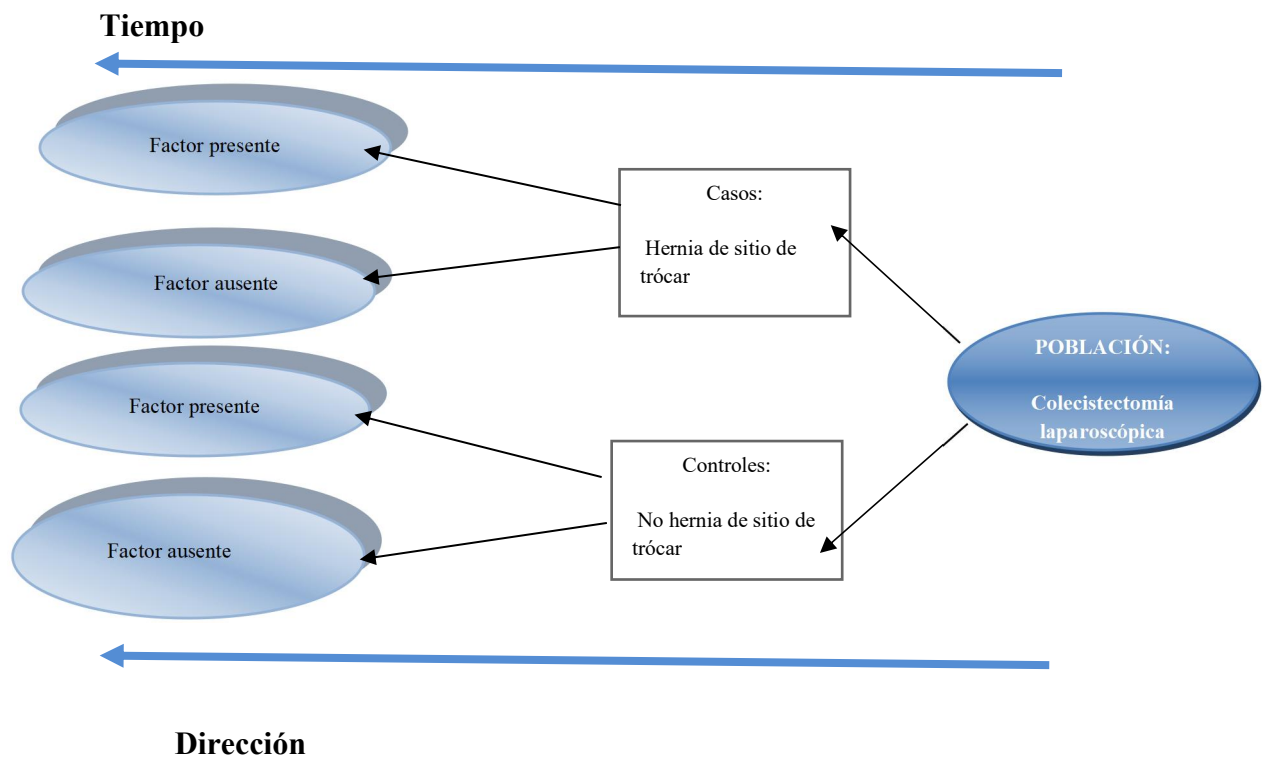 Tiempo
Factor presente
Casos:
Hernia de sitio de
trócar
Factor ausente
POBLACIÓN:
Colecistectomía
laparoscópica
Factor presente
Controles:
No hernia de sitio de
trócar
Factor ausente
Dirección